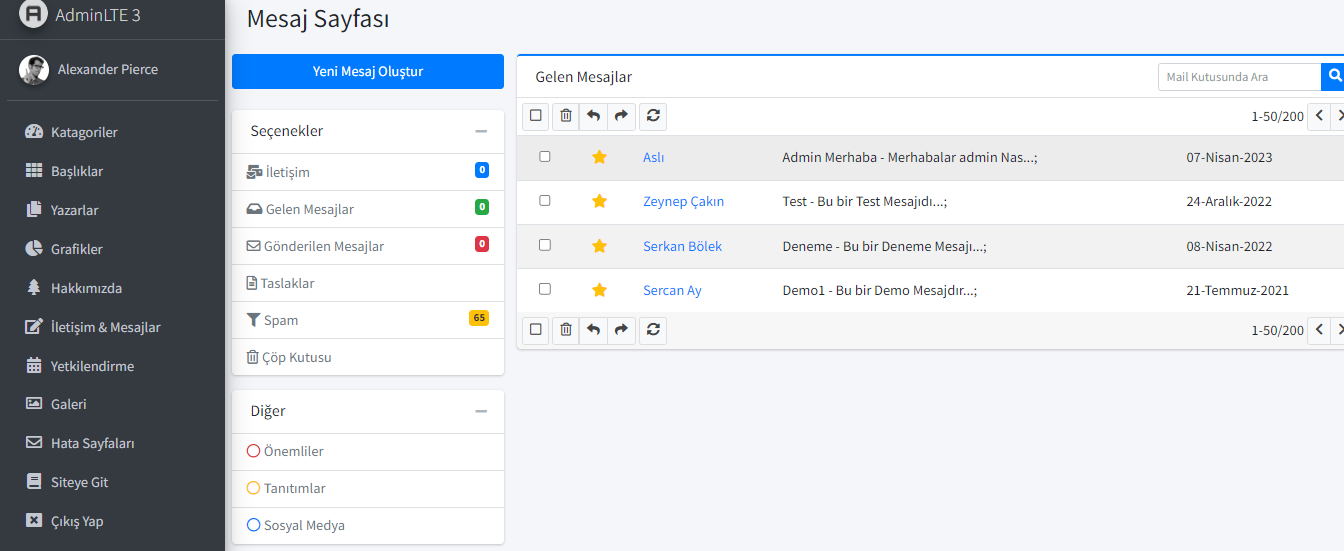 AdminLTE 3
Alexander Pierce
Katagoriler
Başlıklar
Yazarlar
Grafikler
Hakkımızda
İletişim & Mesajlar
Yetkilendirme
Galeri
Hata Sayfaları
Siteye Git
Çıkış Yap
Mesaj Sayfası
Yeni Mesaj Oluştur
Seçenekler
İletişim 0
Gelen Mesajlar 0
Gönderilen Mesajlar 0
Taslaklar
Spam 65
Çöp Kutusu
Diğer
Önemliler
Tanıtımlar
Sosyal Medya
Gelen Mesajlar Mail Kutusunda Ara
1-50/200
Aslı Admin Merhaba - Merhabalar admin Nas...; 07-Nisan-2023
Zeynep Çakın Test - Bu bir Test Mesajıdı...; 24-Aralık-2022
Serkan Bölek Deneme - Bu bir Deneme Mesajı...; 08-Nisan-2022
Sercan Ay Demo1 - Bu bir Demo Mesajdır...; 21-Temmuz-2021
1-50/200